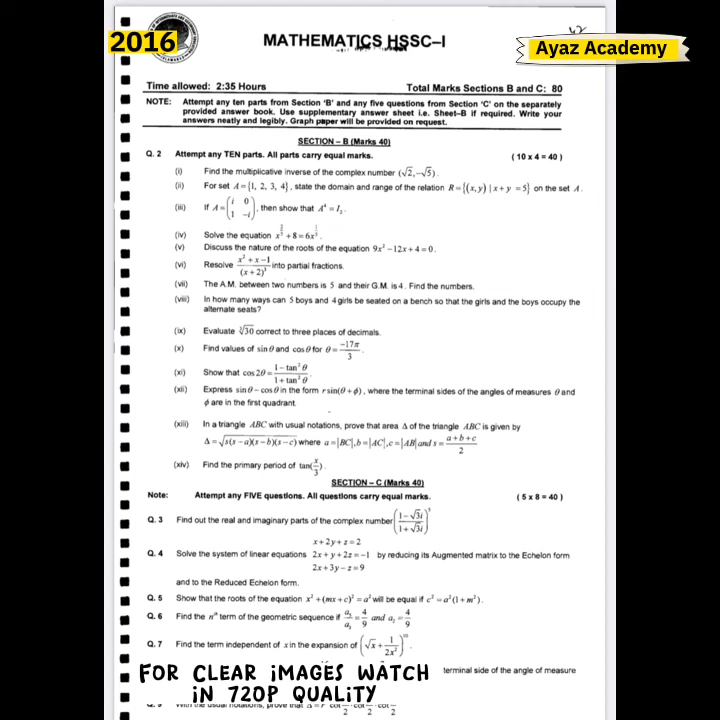 2016
MATHEMATICS HSSC–I
Ayaz Academy
Time allowed: 2:35 Hours
Total Marks Sections B and C: 80
NOTE: Attempt any ten parts from Section 'B' and any five questions from Section 'C' on the separately
provided answer book. Use supplementary answer sheet i.e. Sheet–B if required. Write your
answers neatly and legibly. Graph paper will be provided on request.
SECTION – B (Marks 40)
Q. 2 Attempt any TEN parts. All parts carry equal marks. ( 10 x 4 = 40 )
(i) Find the multiplicative inverse of the complex number (√2,−√5).
(ii) For set A={1, 2, 3, 4}, state the domain and range of the relation R={(x, y) | x + y = 5} on the set A.
(iii) If A=(i 0; 1 −i), then show that A⁴ = I₂.
(iv) Solve the equation x^(2/5) + 8 = 6x^(1/5)
(v) Discuss the nature of the roots of the equation 9x² −12x + 4 = 0.
(vi) Resolve (x² + x −1)/(x + 2)³ into partial fractions.
(vii) The A.M. between two numbers is 5 and their G.M. is 4. Find the numbers.
(viii) In how many ways can 5 boys and 4 girls be seated on a bench so that the girls and the boys occupy the
alternate seats?
(ix) Evaluate ∛30 correct to three places of decimals.
(x) Find values of sin θ and cos θ for θ = −17π/3.
(xi) Show that cos 2θ = (1 − tan² θ)/(1 + tan² θ)
(xii) Express sin θ − cos θ in the form r sin(θ + ϕ), where the terminal sides of the angles of measures θ and
ϕ are in the first quadrant.
(xiii) In a triangle ABC with usual notations, prove that area Δ of the triangle ABC is given by
Δ = √(s(s − a)(s − b)(s − c)) where a = |BC|, b = |AC|, c = |AB| and s = (a + b + c)/2
(xiv) Find the primary period of tan(x/3).
SECTION – C (Marks 40)
Note: Attempt any FIVE questions. All questions carry equal marks. ( 5 x 8 = 40 )
Q. 3 Find out the real and imaginary parts of the complex number ((1 − √3i)/(1 + √3i))⁵
x + 2y + z = 2
Q. 4 Solve the system of linear equations 2x + y + 2z = −1 by reducing its Augmented matrix to the Echelon form
2x + 3y − z = 9
and to the Reduced Echelon form.
Q. 5 Show that the roots of the equation x² + (mx + c)² = a² will be equal if c² = a²(1 + m²).
Q. 6 Find the nᵗʰ term of the geometric sequence if = 4/9 and = 4/9
Q. 7 Find the term independent of x in the expansion of (√x + 1/2x²)¹⁰
FOR CLEAR IMAGES WATCH
IN 720P QUALITY
terminal side of the angle of measure